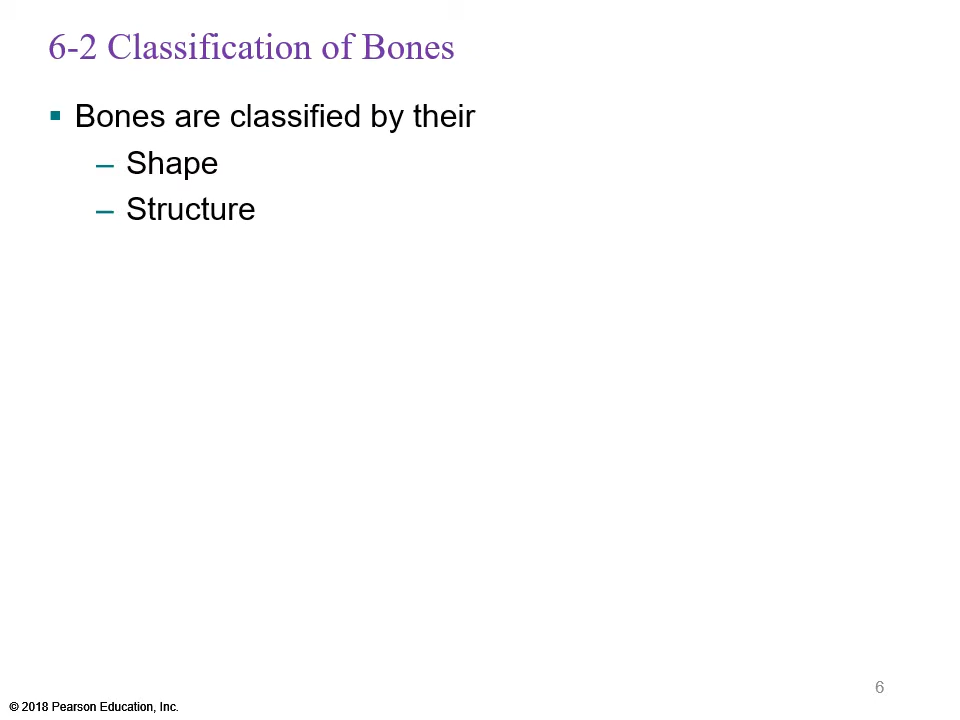 6-2 Classification of Bones
▪ Bones are classified by their
– Shape
– Structure
6
© 2018 Pearson Education, Inc.